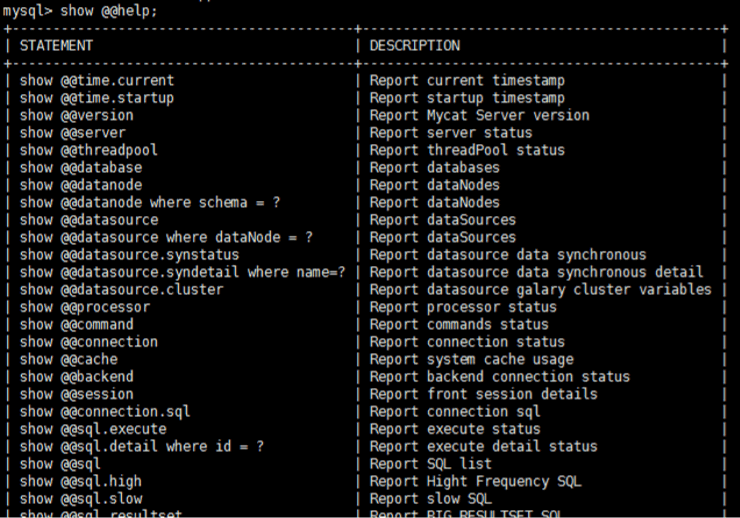 mysql> show @@help;
| STATEMENT | DESCRIPTION |
| show @@time.current | Report current timestamp |
| show @@time.startup | Report startup timestamp |
| show @@version | Report Mycat Server version |
| show @@server | Report server status |
| show @@threadpool | Report threadPool status |
| show @@database | Report databases |
| show @@datanode | Report dataNodes |
| show @@datanode where schema = ? | Report dataNodes |
| show @@datasource | Report dataSources |
| show @@datasource where dataNode = ? | Report dataSources |
| show @@datasource.synstatus | Report datasource data synchronous |
| show @@datasource.syndetail where name=? | Report datasource data synchronous detail |
| show @@datasource.cluster | Report datasource galary cluster variables |
| show @@processor | Report processor status |
| show @@command | Report commands status |
| show @@connection | Report connection status |
| show @@cache | Report system cache usage |
| show @@backend | Report backend connection status |
| show @@session | Report front session details |
| show @@connection.sql | Report connection sql |
| show @@sql.execute | Report execute status |
| show @@sql.detail where id = ? | Report execute detail status |
| show @@sql | Report SQL list |
| show @@sql.high | Report Hight Frequency SQL |
| show @@sql.slow | Report slow SQL |
| show @@sql.resultset | Report BIG RESULTSET SQL |